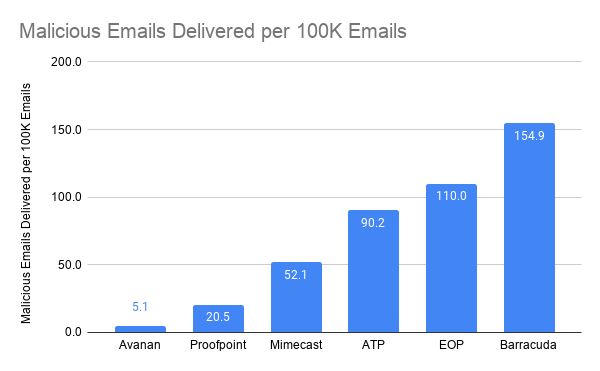 Malicious Emails Delivered per 100K Emails
Malicious Emails Delivered per 100K Emails
200.0
150.0
100.0
50.0
0.0
5.1
20.5
52.1
90.2
110.0
154.9
Avanan
Proofpoint
Mimecast
ATP
EOP
Barracuda